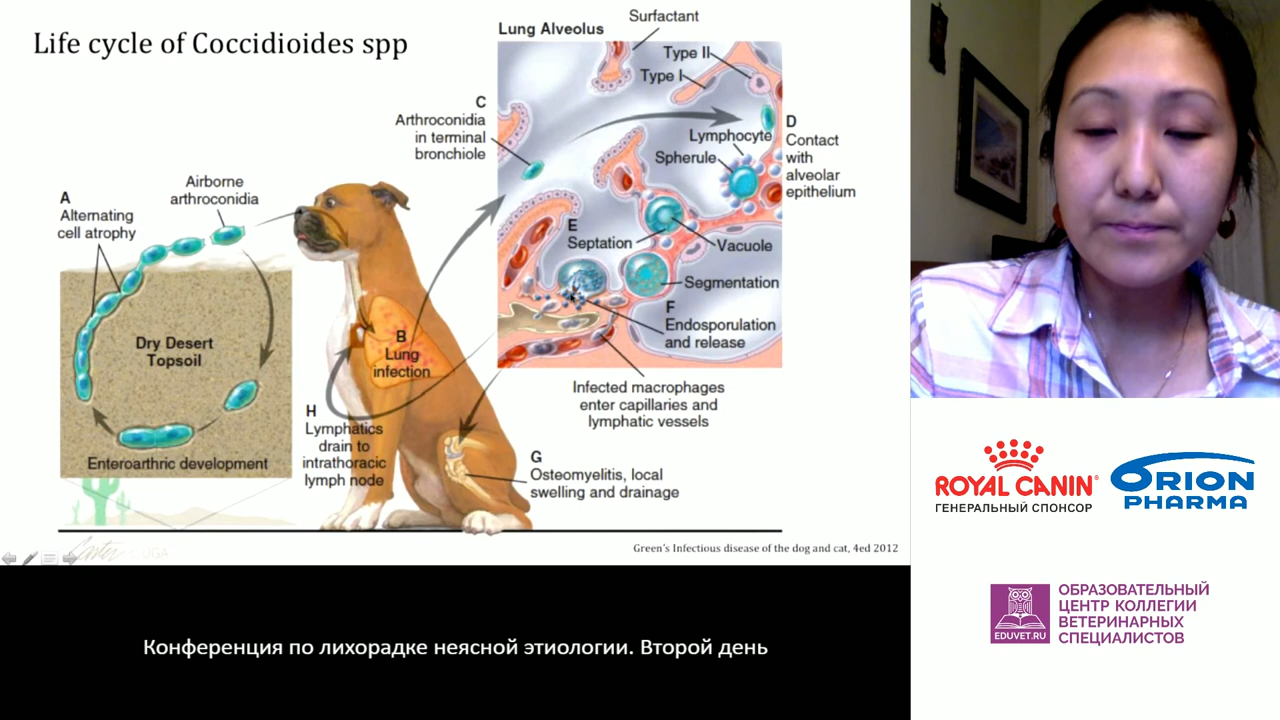 Life cycle of Coccidioides spp
A
Alternating
cell atrophy
Airborne
arthroconidia
Dry Desert
Topsoil
Enteroarthric development
B
Lung
infection
C
Arthroconidia
in terminal
bronchiole
Lung Alveolus
Surfactant
Type II
Type I
Lymphocyte
Spherule
D
Contact
with
alveolar
epithelium
E
Septation
Vacuole
Segmentation
F
Endosporulation
and release
Infected macrophages
enter capillaries and
lymphatic vessels
G
Osteomyelitis, local
swelling and drainage
H
Lymphatics
drain to
intrathoracic
lymph node
UGA
Green's Infectious disease of the dog and cat, 4ed 2012
Конференция по лихорадке неясной этиологии. Второй день
ROYAL CANIN®
ГЕНЕРАЛЬНЫЙ СПОНСОР
ORION
PHARMA
EDUVET.RU
ОБРАЗОВАТЕЛЬНЫЙ
ЦЕНТР КОЛЛЕГИИ
ВЕТЕРИНАРНЫХ
СПЕЦИАЛИСТОВ